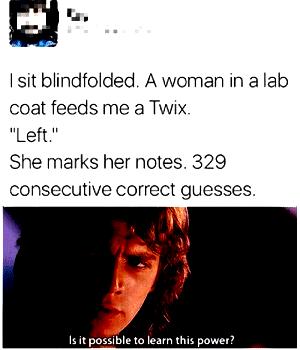 I sit blindfolded. A woman in a lab
coat feeds me a Twix.
"Left."
She marks her notes. 329
consecutive correct guesses.
Is it possible to learn this power?